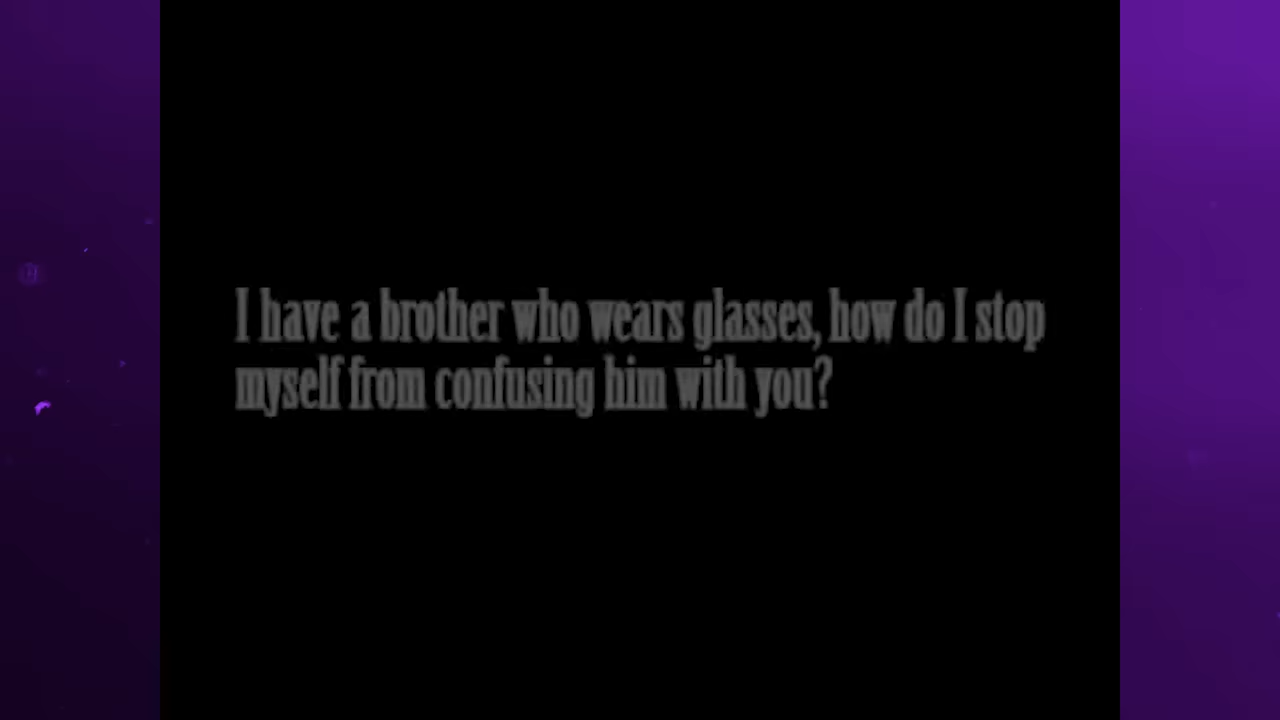 I have a brother who wears glasses, how do I stop
myself from confusing him with you?